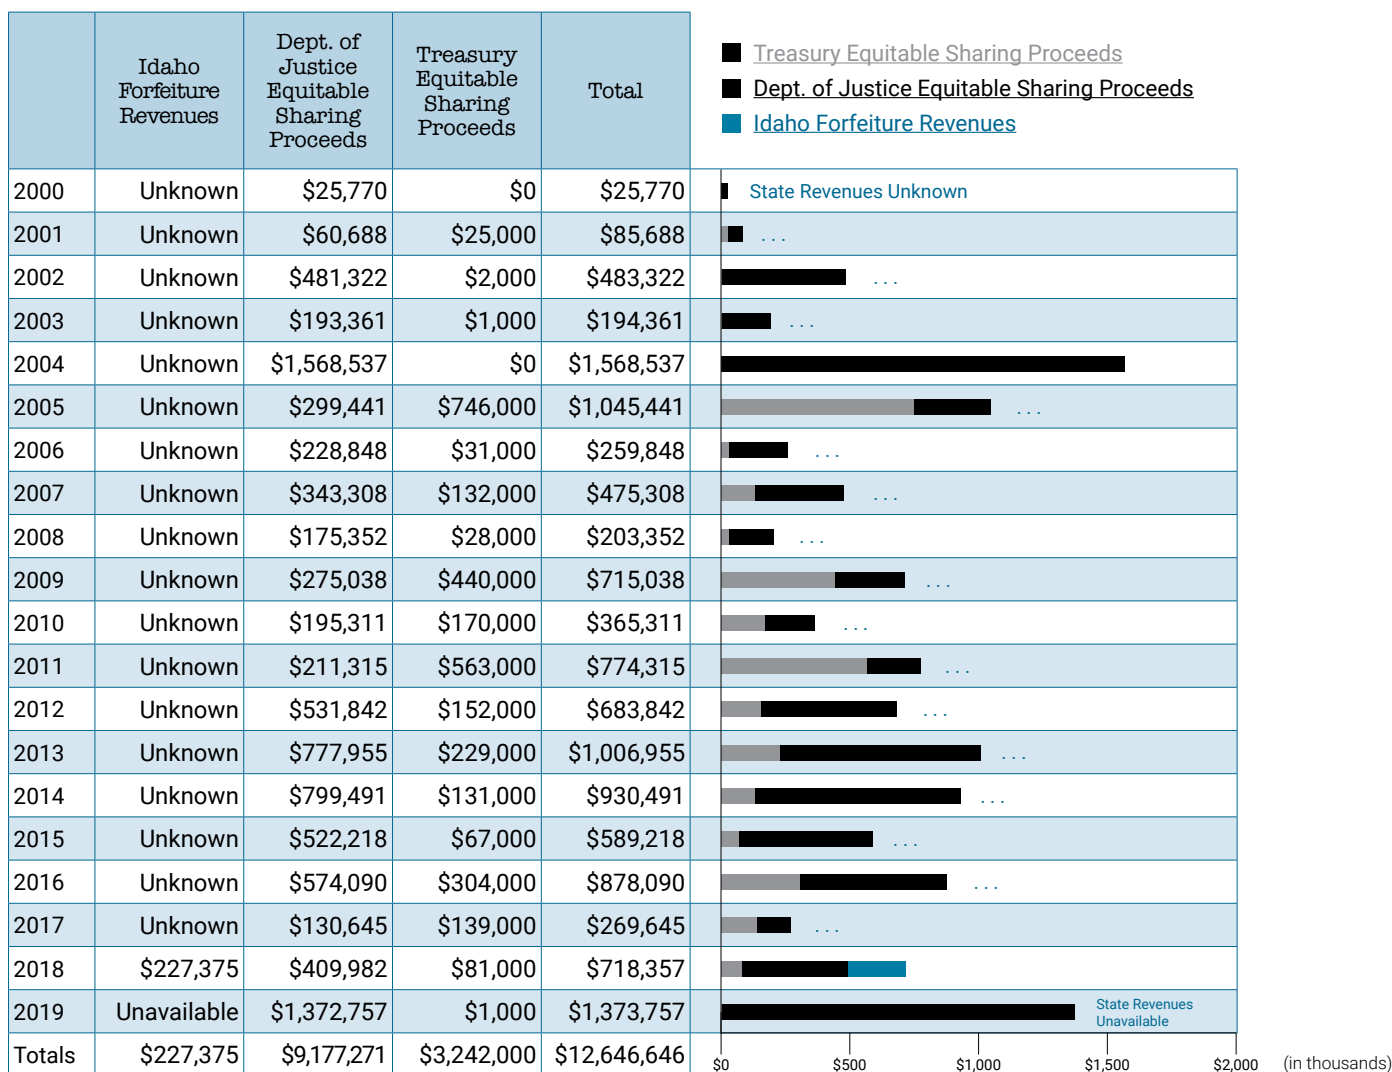 Idaho
Forfeiture
Revenues
Dept. of
Justice
Equitable
Sharing
Proceeds
Treasury
Equitable
Sharing
Proceeds
Total
Treasury Equitable Sharing Proceeds
Dept. of Justice Equitable Sharing Proceeds
Idaho Forfeiture Revenues
2000 Unknown $25,770 $0 $25,770 State Revenues Unknown
2001 Unknown $60,688 $25,000 $85,688 ...
2002 Unknown $481,322 $2,000 $483,322 ...
2003 Unknown $193,361 $1,000 $194,361 ...
2004 Unknown $1,568,537 $0 $1,568,537
2005 Unknown $299,441 $746,000 $1,045,441 ...
2006 Unknown $228,848 $31,000 $259,848 ...
2007 Unknown $343,308 $132,000 $475,308 ...
2008 Unknown $175,352 $28,000 $203,352 ...
2009 Unknown $275,038 $440,000 $715,038 ...
2010 Unknown $195,311 $170,000 $365,311 ...
2011 Unknown $211,315 $563,000 $774,315 ...
2012 Unknown $531,842 $152,000 $683,842 ...
2013 Unknown $777,955 $229,000 $1,006,955 ...
2014 Unknown $799,491 $131,000 $930,491 ...
2015 Unknown $522,218 $67,000 $589,218 ...
2016 Unknown $574,090 $304,000 $878,090 ...
2017 Unknown $130,645 $139,000 $269,645 ...
2018 $227,375 $409,982 $81,000 $718,357
2019 Unavailable $1,372,757 $1,000 $1,373,757 State Revenues
Unavailable
Totals $227,375 $9,177,271 $3,242,000 $12,646,646
$0 $500 $1,000 $1,500 $2,000 (in thousands)